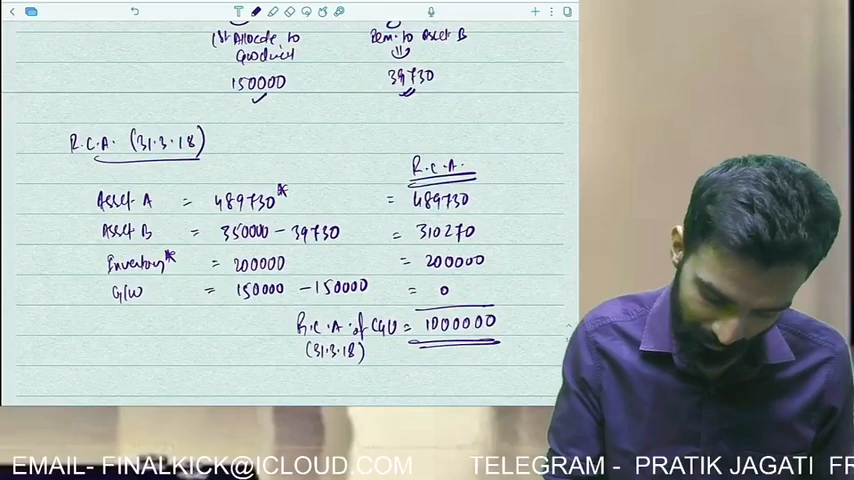 1st Allocate to Rem. to Asset B
Goodwill
150000 39730
R.C.A. (31.3.18)
R.C.A.
Asset A = 489730* = 489730
Asset B = 350000 - 39730 = 310270
Inventory* = 200000 = 200000
G/W = 150000 - 150000 = 0
R.C.A. of CGU = 1000000
(31.3.18)
EMAIL- FINALKICK@ICLOUD.COM TELEGRAM - PRATIK JAGATI FR